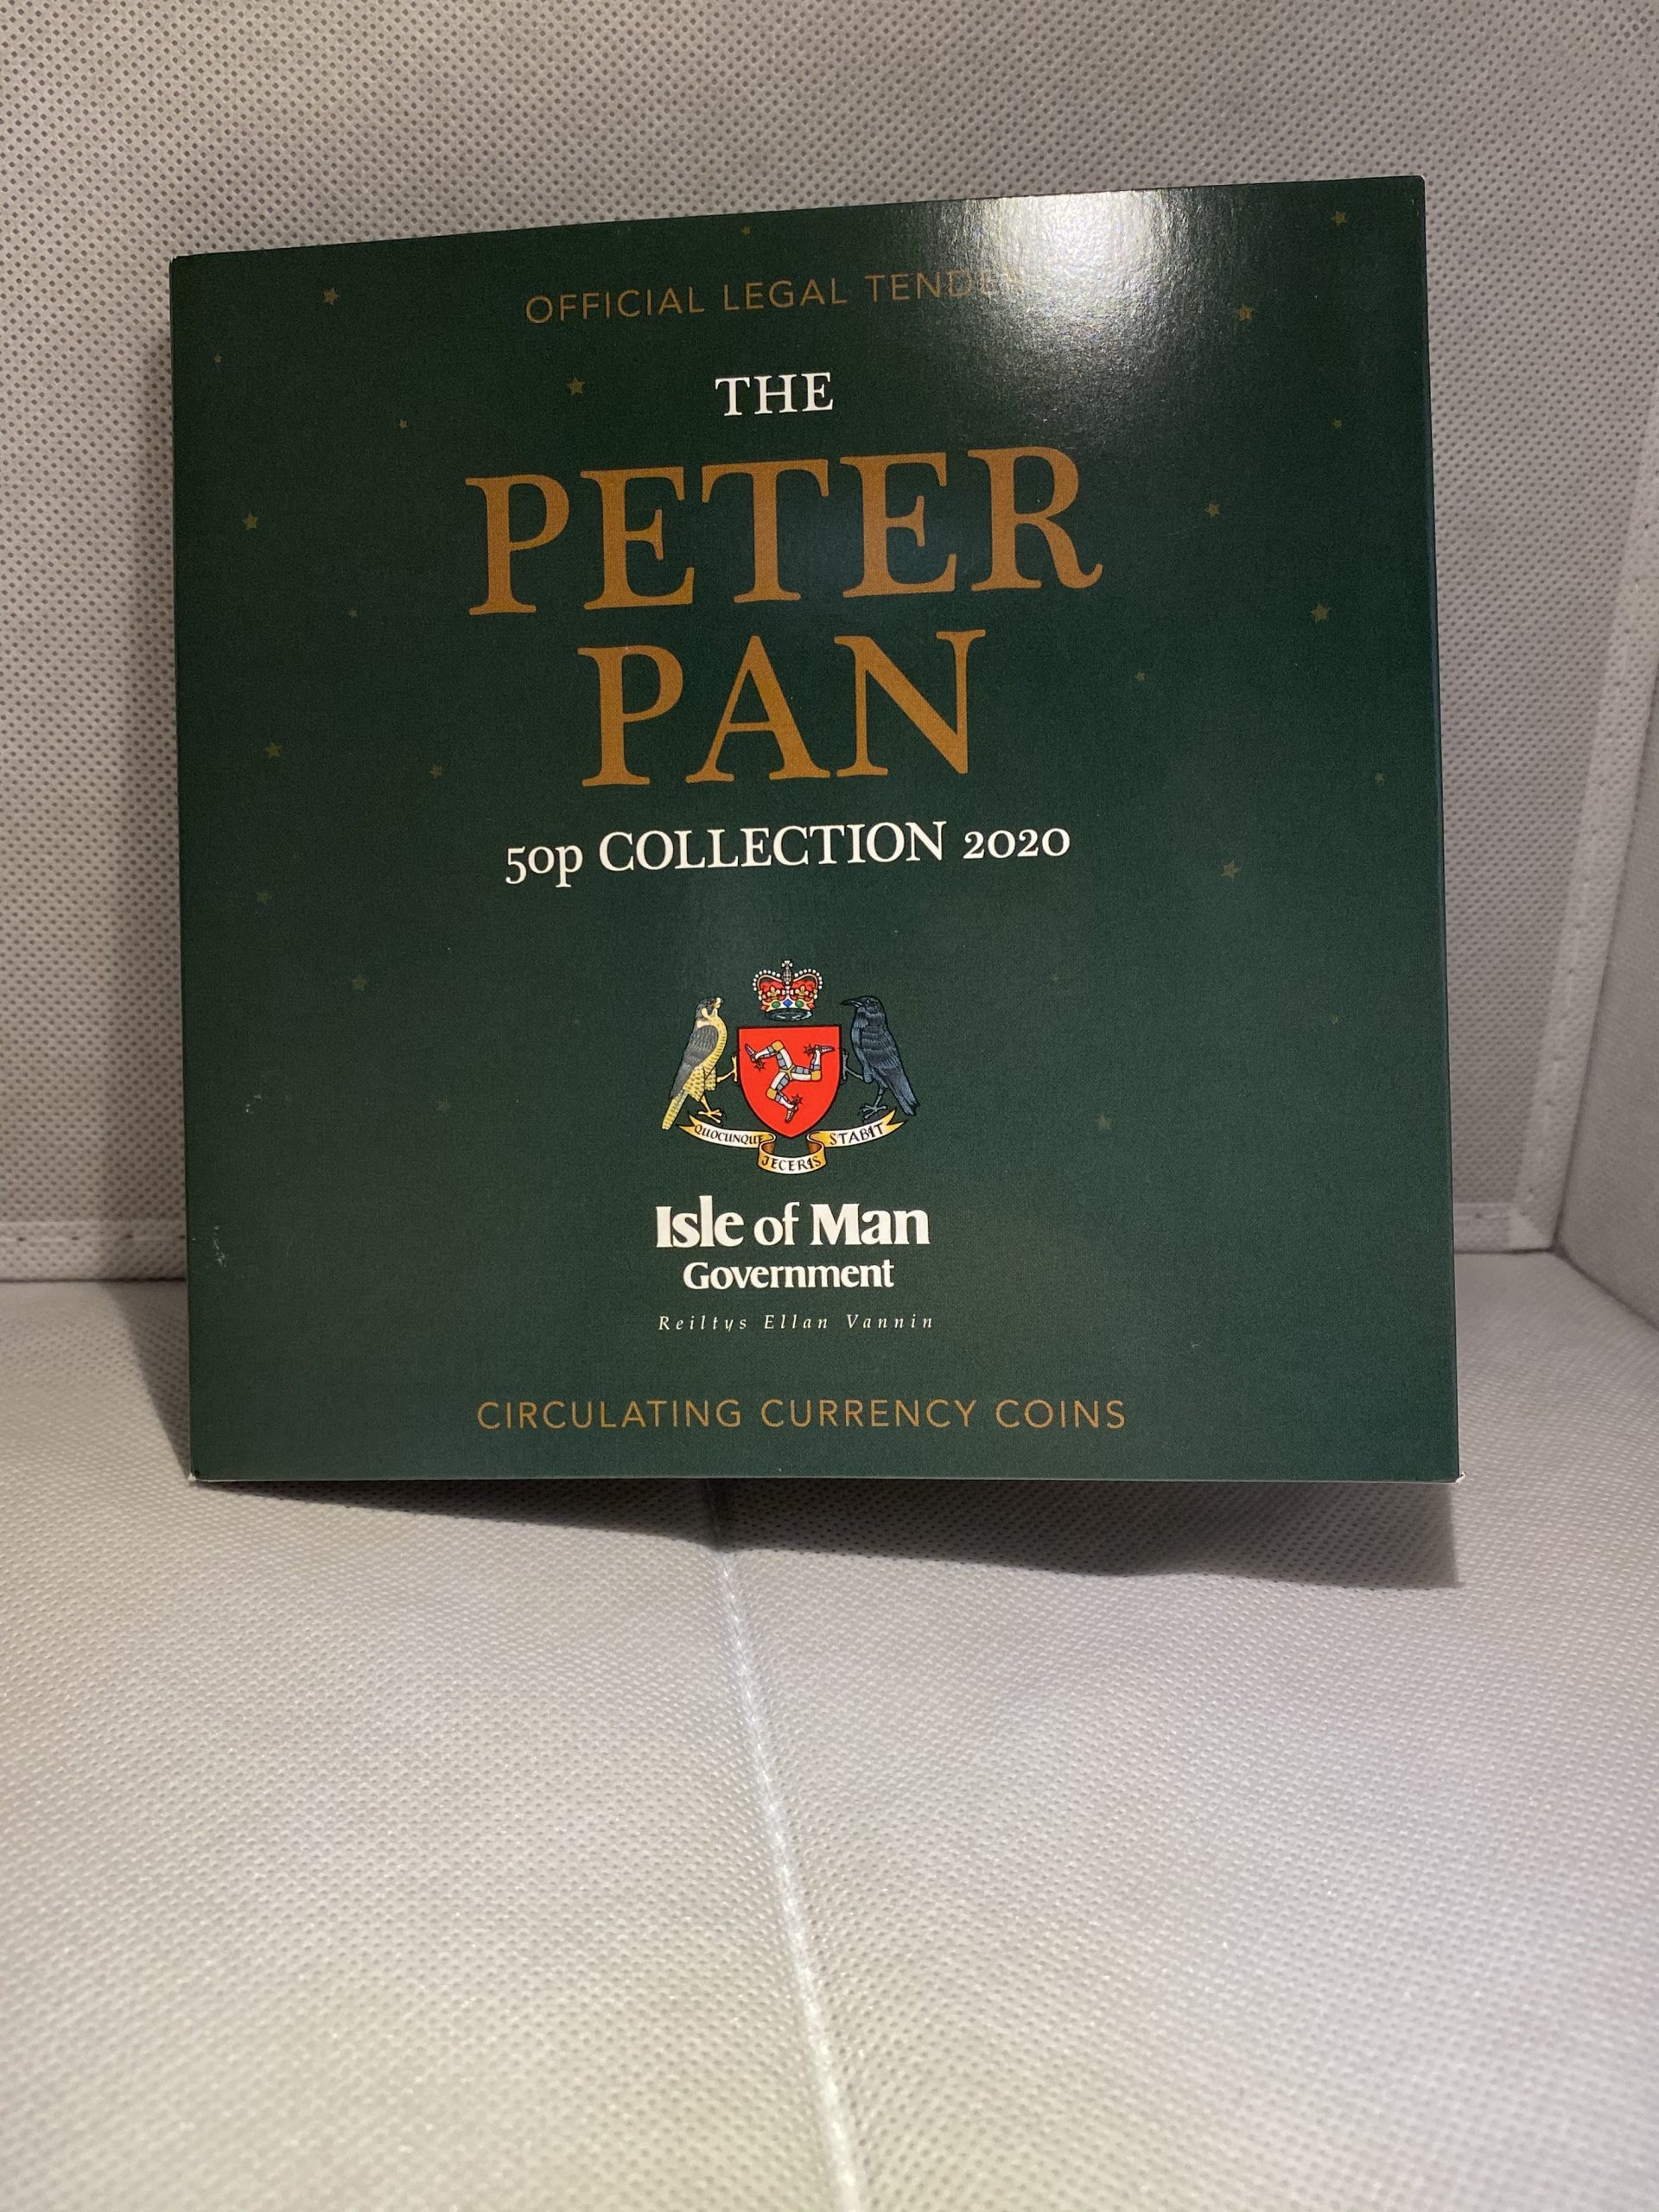 OFFICIAL LEGAL TENDER
THE
PETER
PAN
50p COLLECTION 2020
QUOCUNQUE
JECERIS
STABIT
Isle of Man
Government
Reiltys Ellan Vannin
CIRCULATING CURRENCY COINS